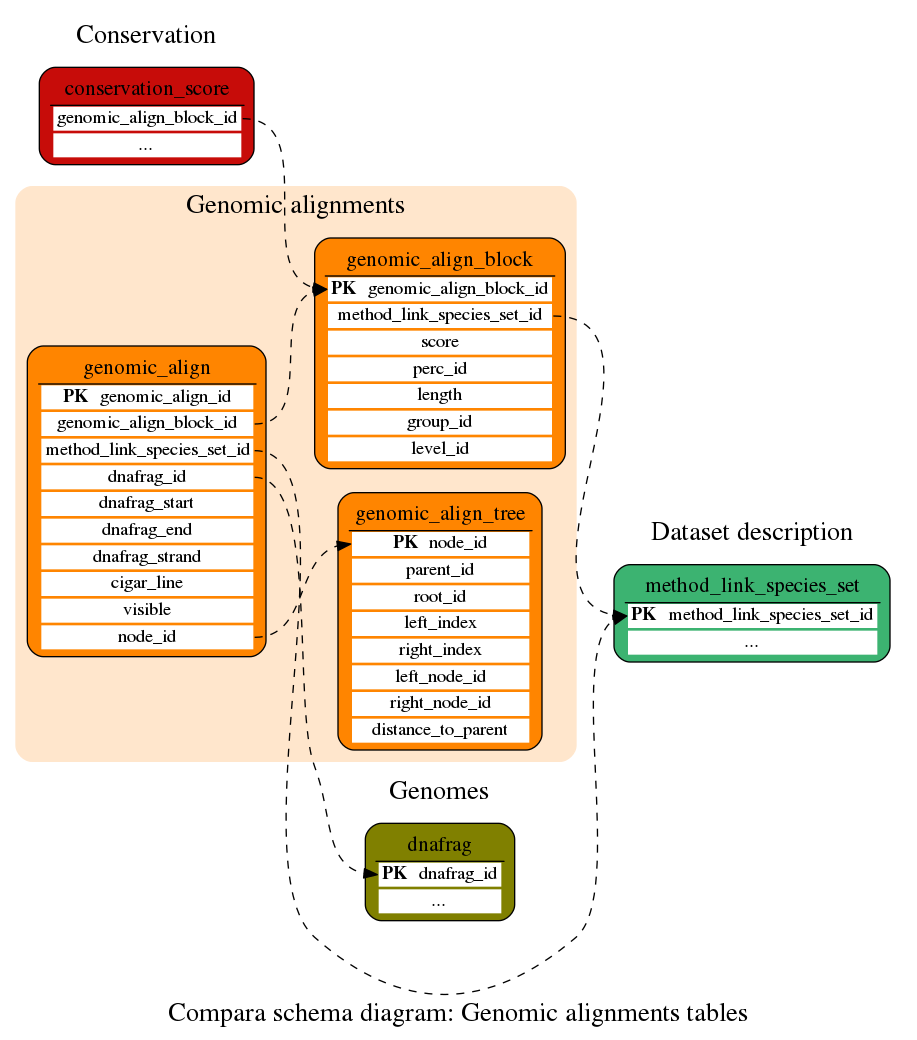 Conservation
conservation_score
genomic_align_block_id
...
Genomic alignments
genomic_align_block
PK genomic_align_block_id
method_link_species_set_id
score
perc_id
length
group_id
level_id
genomic_align
PK genomic_align_id
genomic_align_block_id
method_link_species_set_id
dnafrag_id
dnafrag_start
dnafrag_end
dnafrag_strand
cigar_line
visible
node_id
genomic_align_tree
PK node_id
parent_id
root_id
left_index
right_index
left_node_id
right_node_id
distance_to_parent
Dataset description
method_link_species_set
PK method_link_species_set_id
...
Genomes
dnafrag
PK dnafrag_id
...
Compara schema diagram: Genomic alignments tables